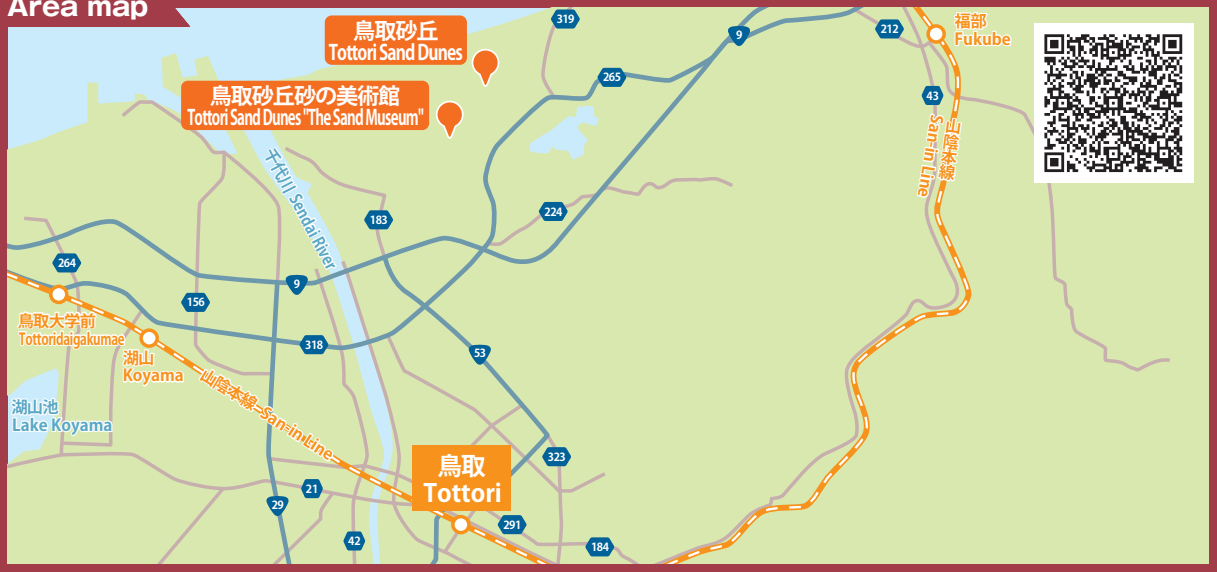 Area map
319
鳥取砂丘
Tottori Sand Dunes
9
212
福部
Fukube
265
鳥取砂丘砂の美術館
Tottori Sand Dunes "The Sand Museum"
43
山陰本線
San-in Line
千代川 Sendai River
183
224
264
9
156
鳥取大学前
Tottoridaigakumae
318
53
湖山
Koyama
山陰本線 San-in Line
湖山池
Lake Koyama
鳥取
Tottori
323
21
29
291
42
184